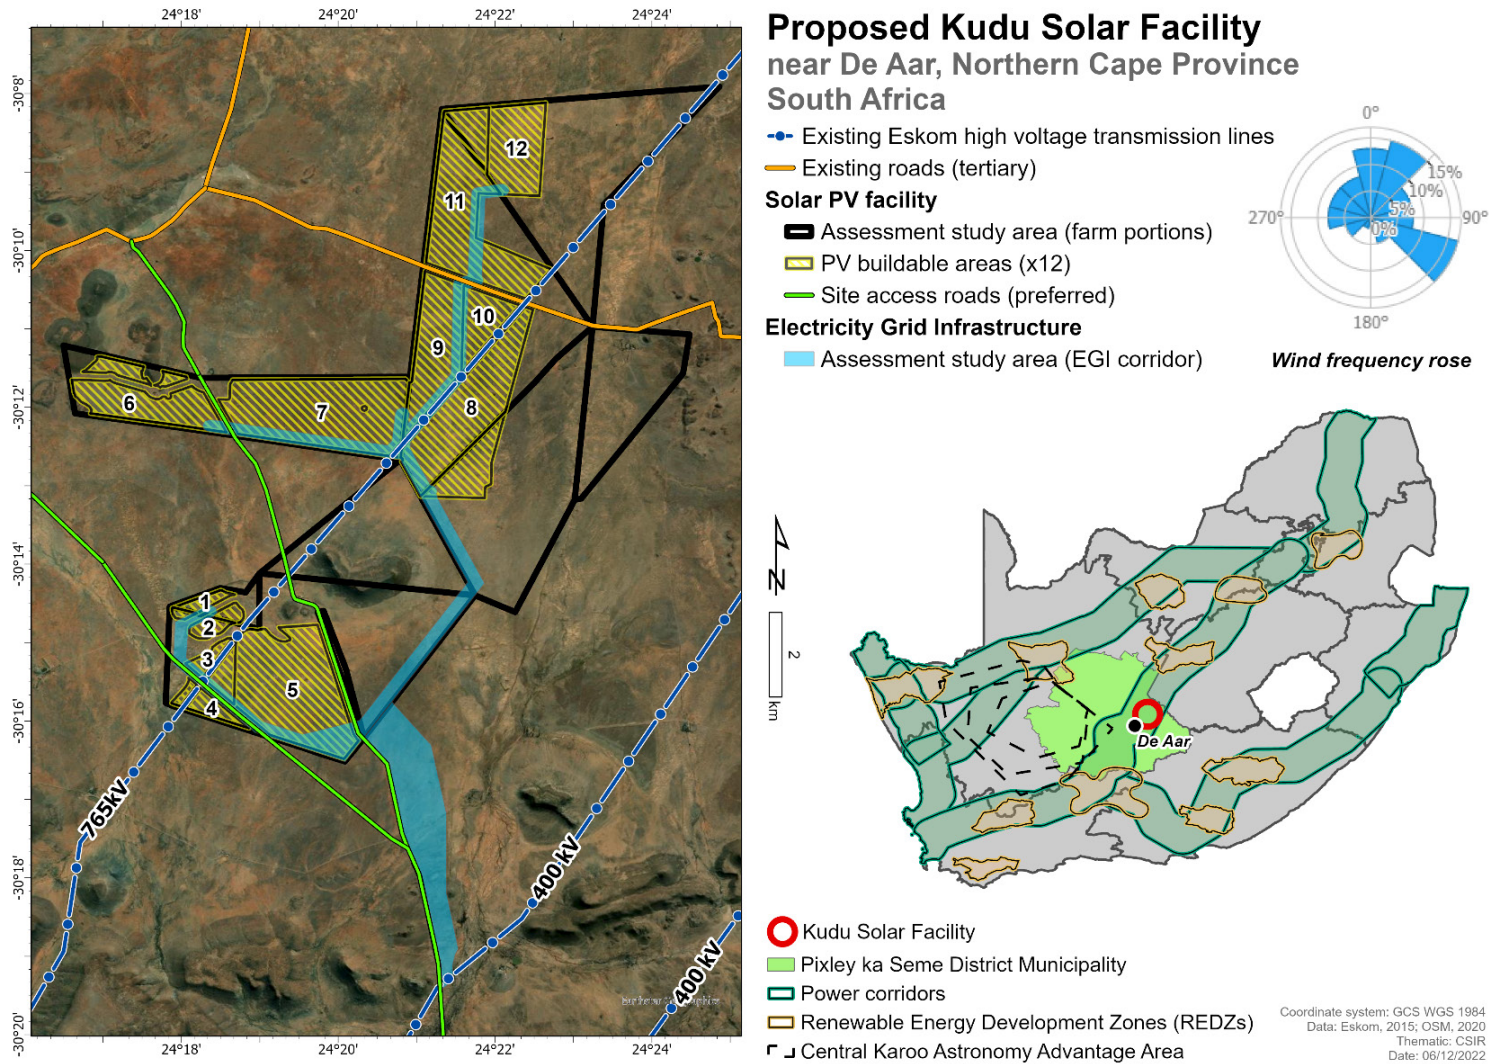 Proposed Kudu Solar Facility
near De Aar, Northern Cape Province
South Africa
Existing Eskom high voltage transmission lines
Existing roads (tertiary)
Solar PV facility
Assessment study area (farm portions)
PV buildable areas (x12)
Site access roads (preferred)
Electricity Grid Infrastructure
Assessment study area (EGI corridor)
0°
15%
10%
5%
0%
270°
90°
180°
Wind frequency rose
24°18'
24°20'
24°22'
24°24'
-30°8'
-30°10'
-30°12'
-30°14'
-30°16'
-30°18'
-30°20'
12
11
10
9
8
7
6
1
2
3
4
5
765kV
400 kV
400 kV
24°18'
24°20'
24°22'
24°24'
N
2
km
De Aar
Kudu Solar Facility
Pixley ka Seme District Municipality
Power corridors
Renewable Energy Development Zones (REDZs)
Central Karoo Astronomy Advantage Area
Coordinate system: GCS WGS 1984
Data: Eskom, 2015; OSM, 2020
Thematic: CSIR
Date: 06/12/2022